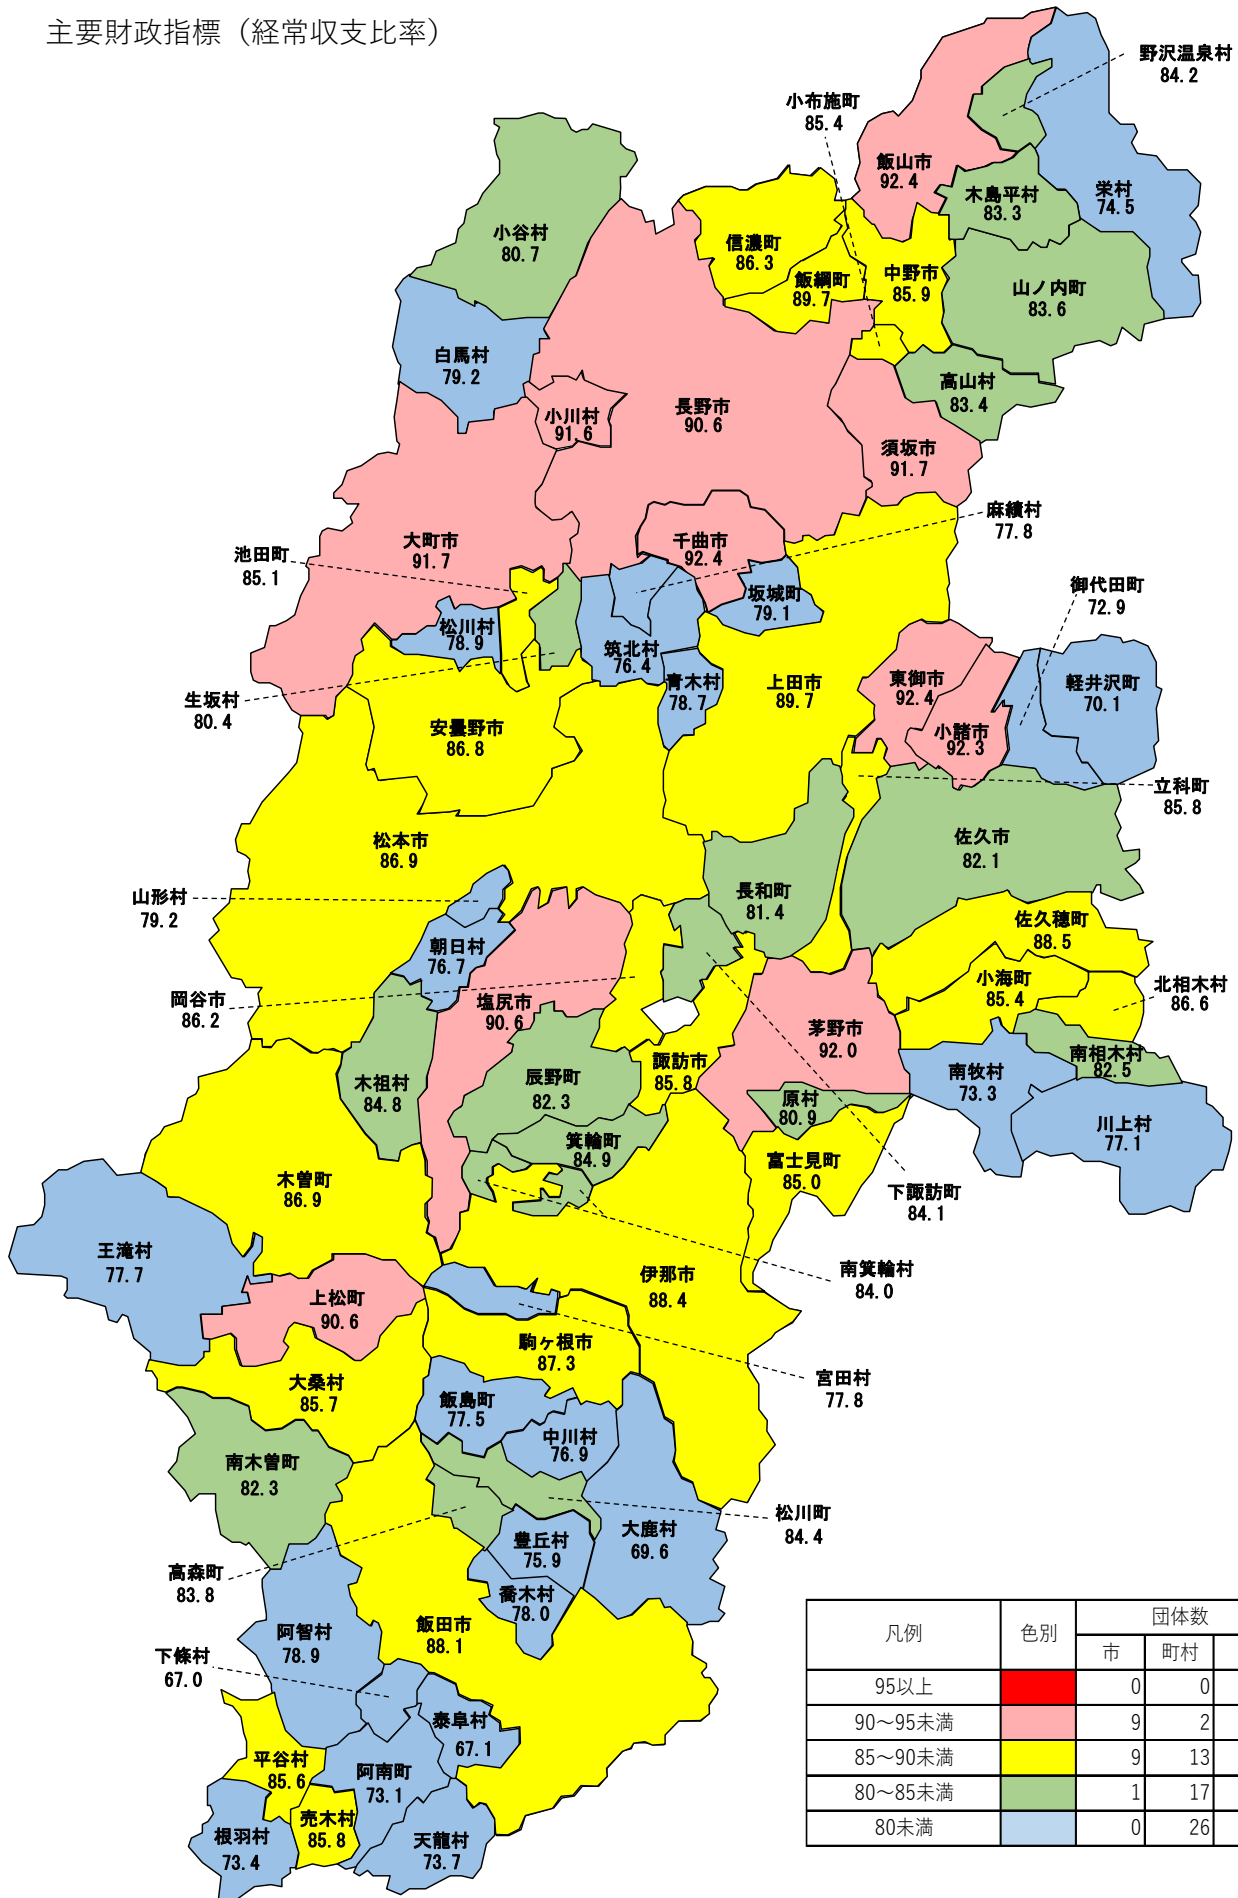 主要財政指標（経常収支比率）
野沢温泉村
84.2
小布施町
85.4
飯山市
92.4
木島平村
83.3
栄村
74.5
小谷村
80.7
信濃町
86.3
飯綱町
89.7
中野市
85.9
山ノ内町
83.6
白馬村
79.2
高山村
83.4
小川村
91.6
長野市
90.6
須坂市
91.7
麻績村
77.8
大町市
91.7
千曲市
92.4
池田町
85.1
坂城町
79.1
御代田町
72.9
松川村
78.9
筑北村
76.4
青木村
78.7
上田市
89.7
東御市
92.4
軽井沢町
70.1
生坂村
80.4
安曇野市
86.8
小諸市
92.3
立科町
85.8
松本市
86.9
佐久市
82.1
山形村
79.2
長和町
81.4
佐久穂町
88.5
朝日村
76.7
小海町
85.4
北相木村
86.6
岡谷市
86.2
塩尻市
90.6
茅野市
92.0
諏訪市
85.8
南相木村
82.5
木祖村
84.8
辰野町
82.3
南牧村
73.3
原村
80.9
川上村
77.1
箕輪町
84.9
富士見町
85.0
木曽町
86.9
下諏訪町
84.1
王滝村
77.7
南箕輪村
84.0
伊那市
88.4
上松町
90.6
駒ヶ根市
87.3
宮田村
77.8
大桑村
85.7
飯島町
77.5
中川村
76.9
南木曽町
82.3
松川町
84.4
大鹿村
69.6
豊丘村
75.9
高森町
83.8
喬木村
78.0
飯田市
88.1
阿智村
78.9
下條村
67.0
泰阜村
67.1
平谷村
85.6
阿南町
73.1
売木村
85.8
根羽村
73.4
天龍村
73.7
凡例 色別 団体数
市 町村
95以上 0 0
90～95未満 9 2
85～90未満 9 13
80～85未満 1 17
80未満 0 26